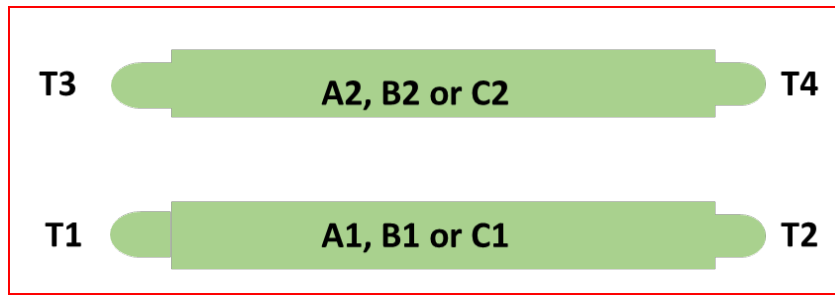 T3 A2, B2 or C2 T4
T1 A1, B1 or C1 T2